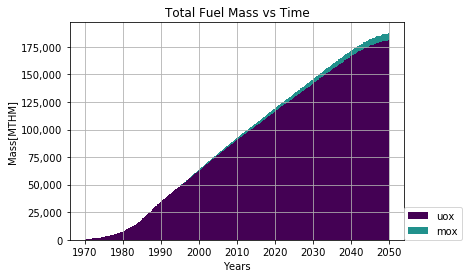 Total Fuel Mass vs Time
Mass[MTHM]
175,000
150,000
125,000
100,000
75,000
50,000
25,000
0
1970 1980 1990 2000 2010 2020 2030 2040 2050
Years
uox
mox